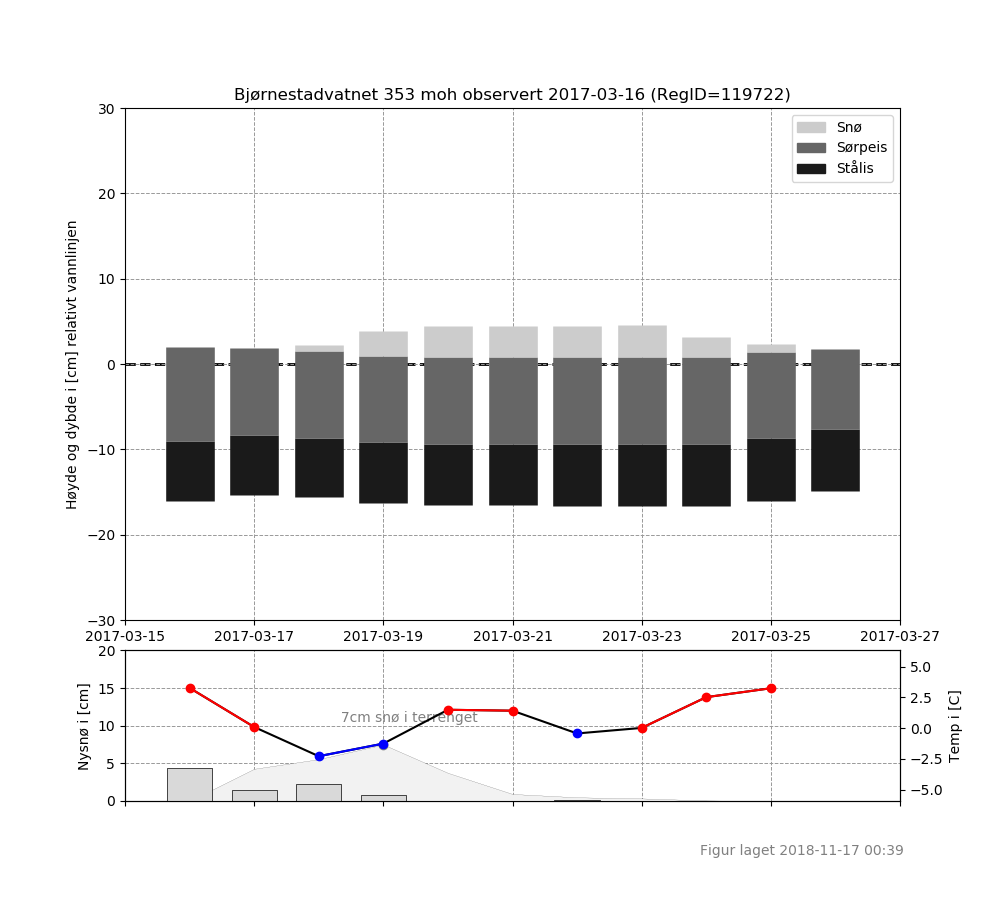 Bjørnestadvatnet 353 moh observert 2017-03-16 (RegID=119722)
30
20
10
0
−10
−20
−30
Høyde og dybde i [cm] relativt vannlinjen
Snø
Sørpeis
Stålis
2017-03-15 2017-03-17 2017-03-19 2017-03-21 2017-03-23 2017-03-25 2017-03-27
20
15
10
5
0
Nysnø i [cm]
7cm snø i terrenget
5.0
2.5
0.0
−2.5
−5.0
Temp i [C]
Figur laget 2018-11-17 00:39